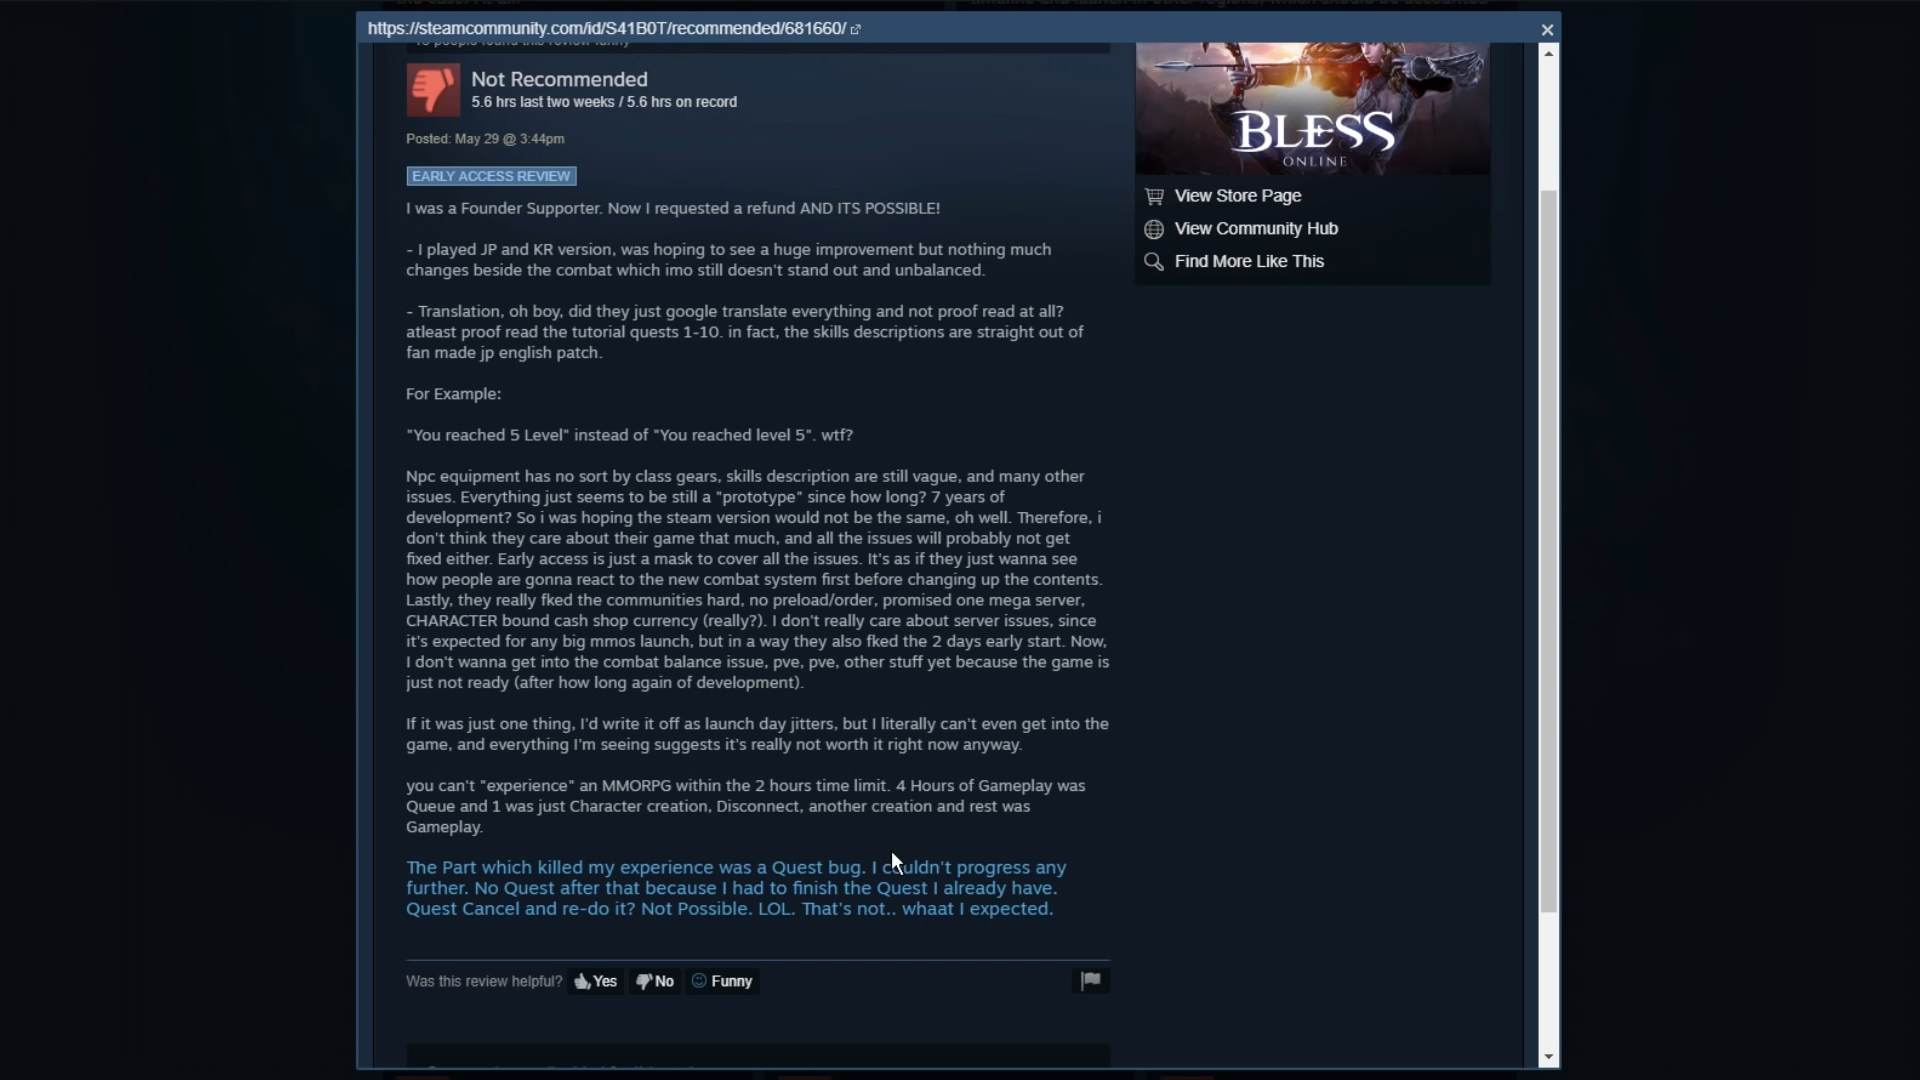 https://steamcommunity.com/id/S41B0T/recommended/681660/
Not Recommended
5.6 hrs last two weeks / 5.6 hrs on record
Posted: May 29 @ 3:44pm
EARLY ACCESS REVIEW
I was a Founder Supporter. Now I requested a refund AND ITS POSSIBLE!
- I played JP and KR version, was hoping to see a huge improvement but nothing much
changes beside the combat which imo still doesn't stand out and unbalanced.
- Translation, oh boy, did they just google translate everything and not proof read at all?
atleast proof read the tutorial quests 1-10. in fact, the skills descriptions are straight out of
fan made jp english patch.
For Example:
"You reached 5 Level" instead of "You reached level 5". wtf?
Npc equipment has no sort by class gears, skills description are still vague, and many other
issues. Everything just seems to be still a "prototype" since how long? 7 years of
development? So i was hoping the steam version would not be the same, oh well. Therefore, i
don't think they care about their game that much, and all the issues will probably not get
fixed either. Early access is just a mask to cover all the issues. It's as if they just wanna see
how people are gonna react to the new combat system first before changing up the contents.
Lastly, they really fked the communities hard, no preload/order, promised one mega server,
CHARACTER bound cash shop currency (really?). I don't really care about server issues, since
it's expected for any big mmos launch, but in a way they also fked the 2 days early start. Now,
I don't wanna get into the combat balance issue, pve, pve, other stuff yet because the game is
just not ready (after how long again of development).
If it was just one thing, I'd write it off as launch day jitters, but I literally can't even get into the
game, and everything I'm seeing suggests it's really not worth it right now anyway.
you can't "experience" an MMORPG within the 2 hours time limit. 4 Hours of Gameplay was
Queue and 1 was just Character creation, Disconnect, another creation and rest was
Gameplay.
The Part which killed my experience was a Quest bug. I couldn't progress any
further. No Quest after that because I had to finish the Quest I already have.
Quest Cancel and re-do it? Not Possible. LOL. That's not.. whaat I expected.
Was this review helpful? Yes No Funny
BLESS
ONLINE
View Store Page
View Community Hub
Find More Like This